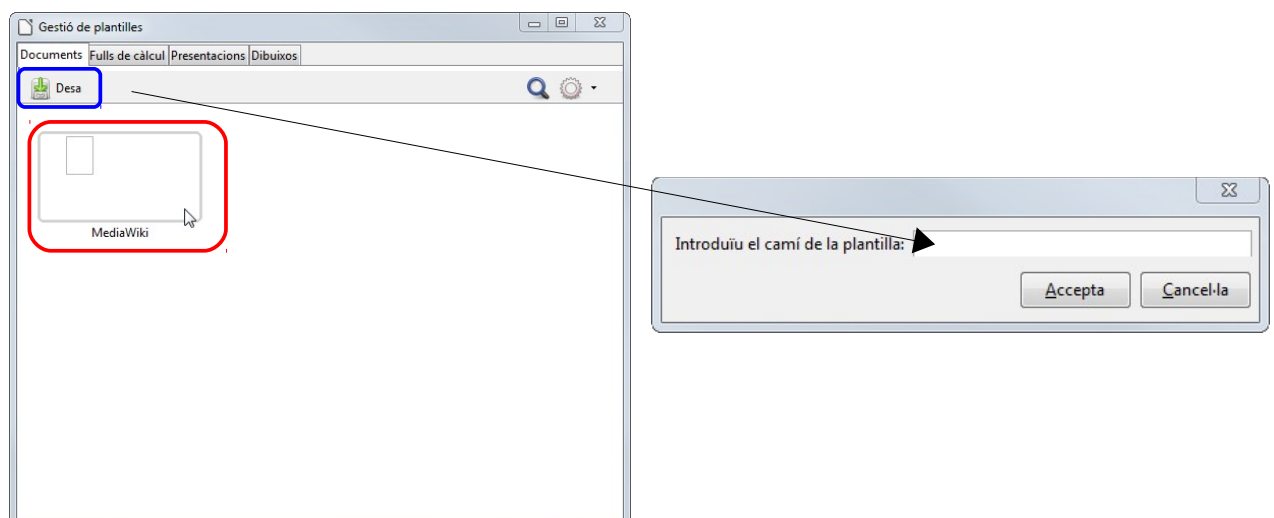 Gestió de plantilles
Documents Fulls de càlcul Presentacions Dibuixos
Desa
MediaWiki
Introduïu el camí de la plantilla:
Accepta Cancel·la